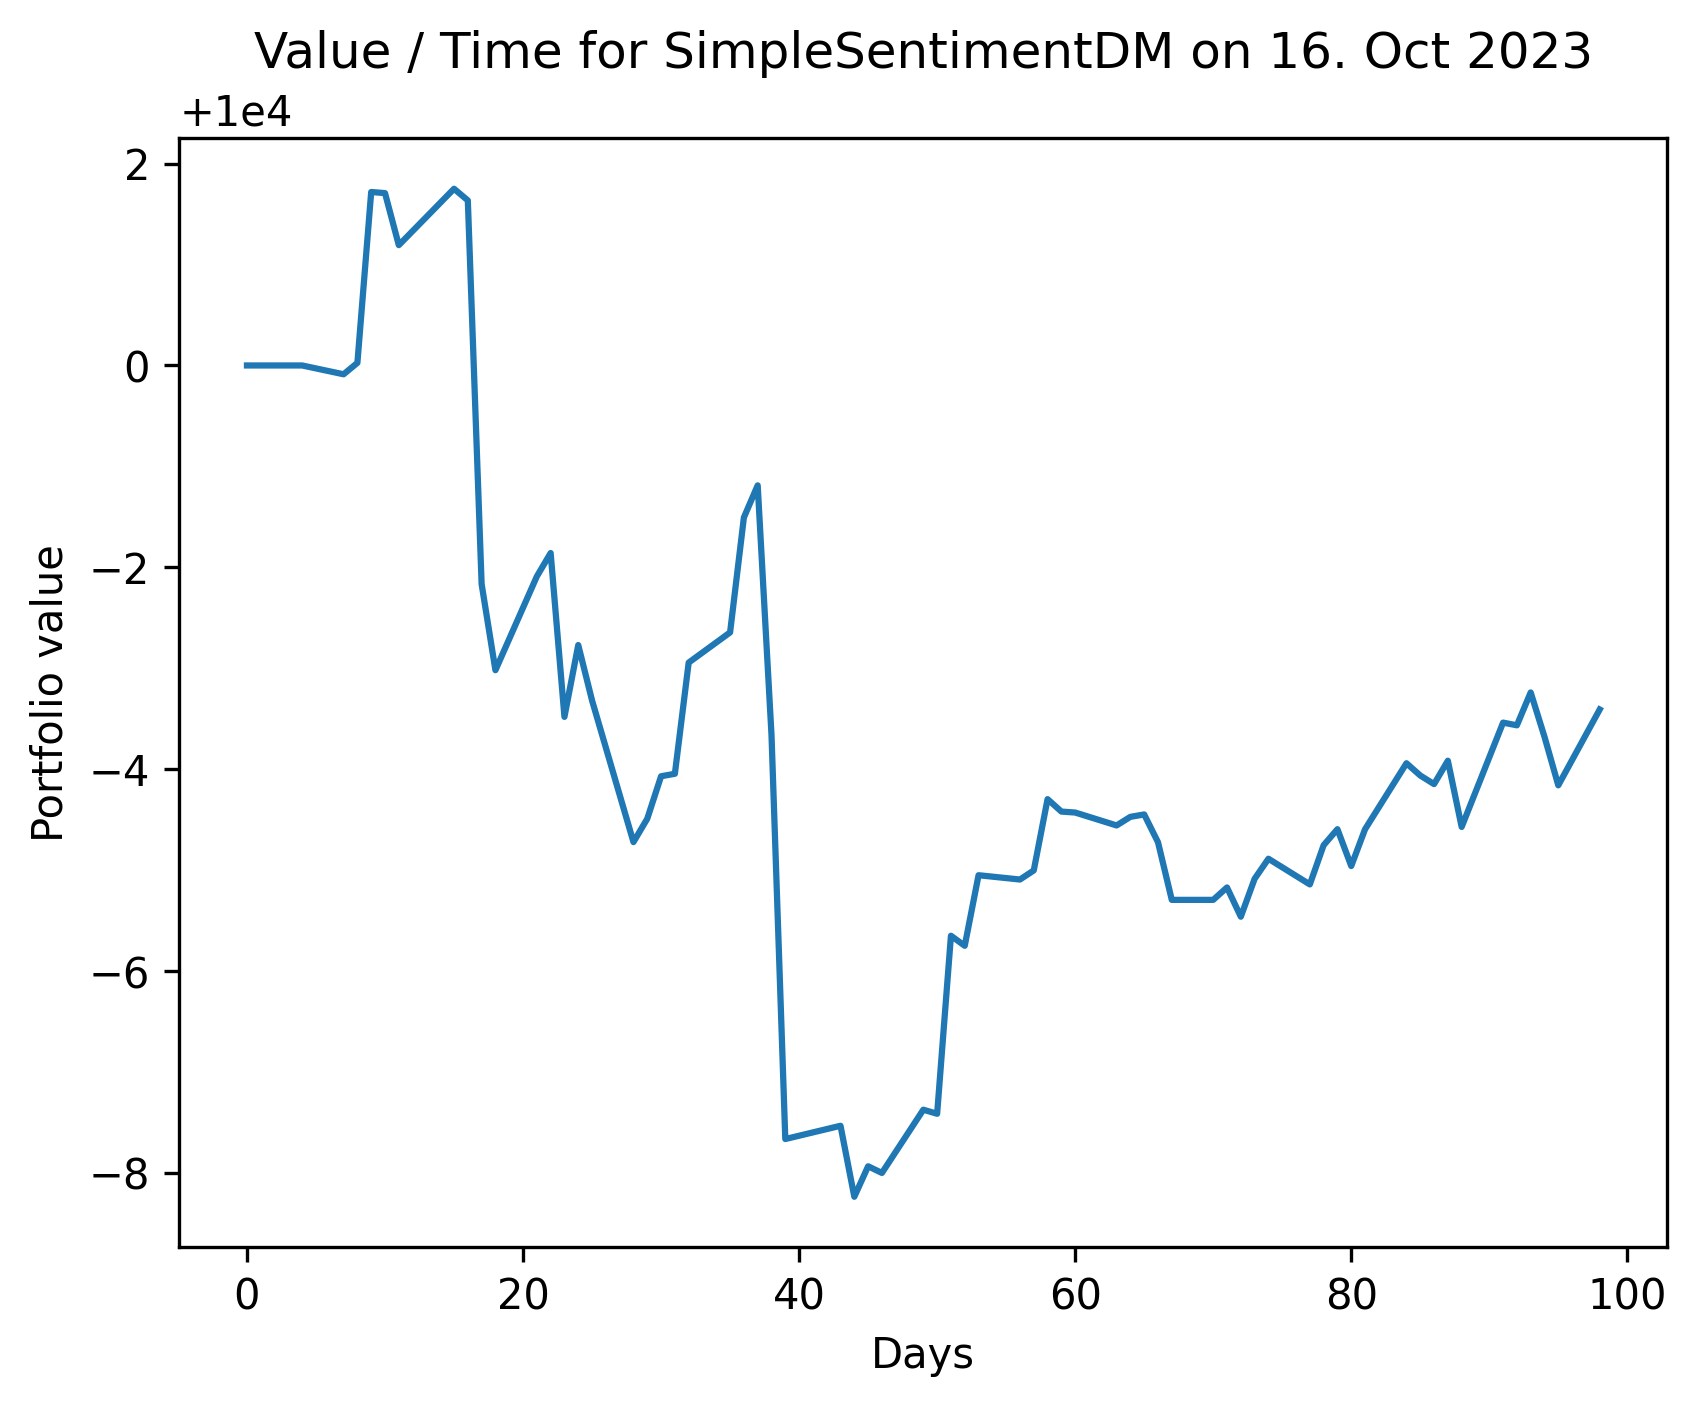 Value / Time for SimpleSentimentDM on 16. Oct 2023
+1e4
2
0
−2
−4
−6
−8
Portfolio value
0 20 40 60 80 100
Days